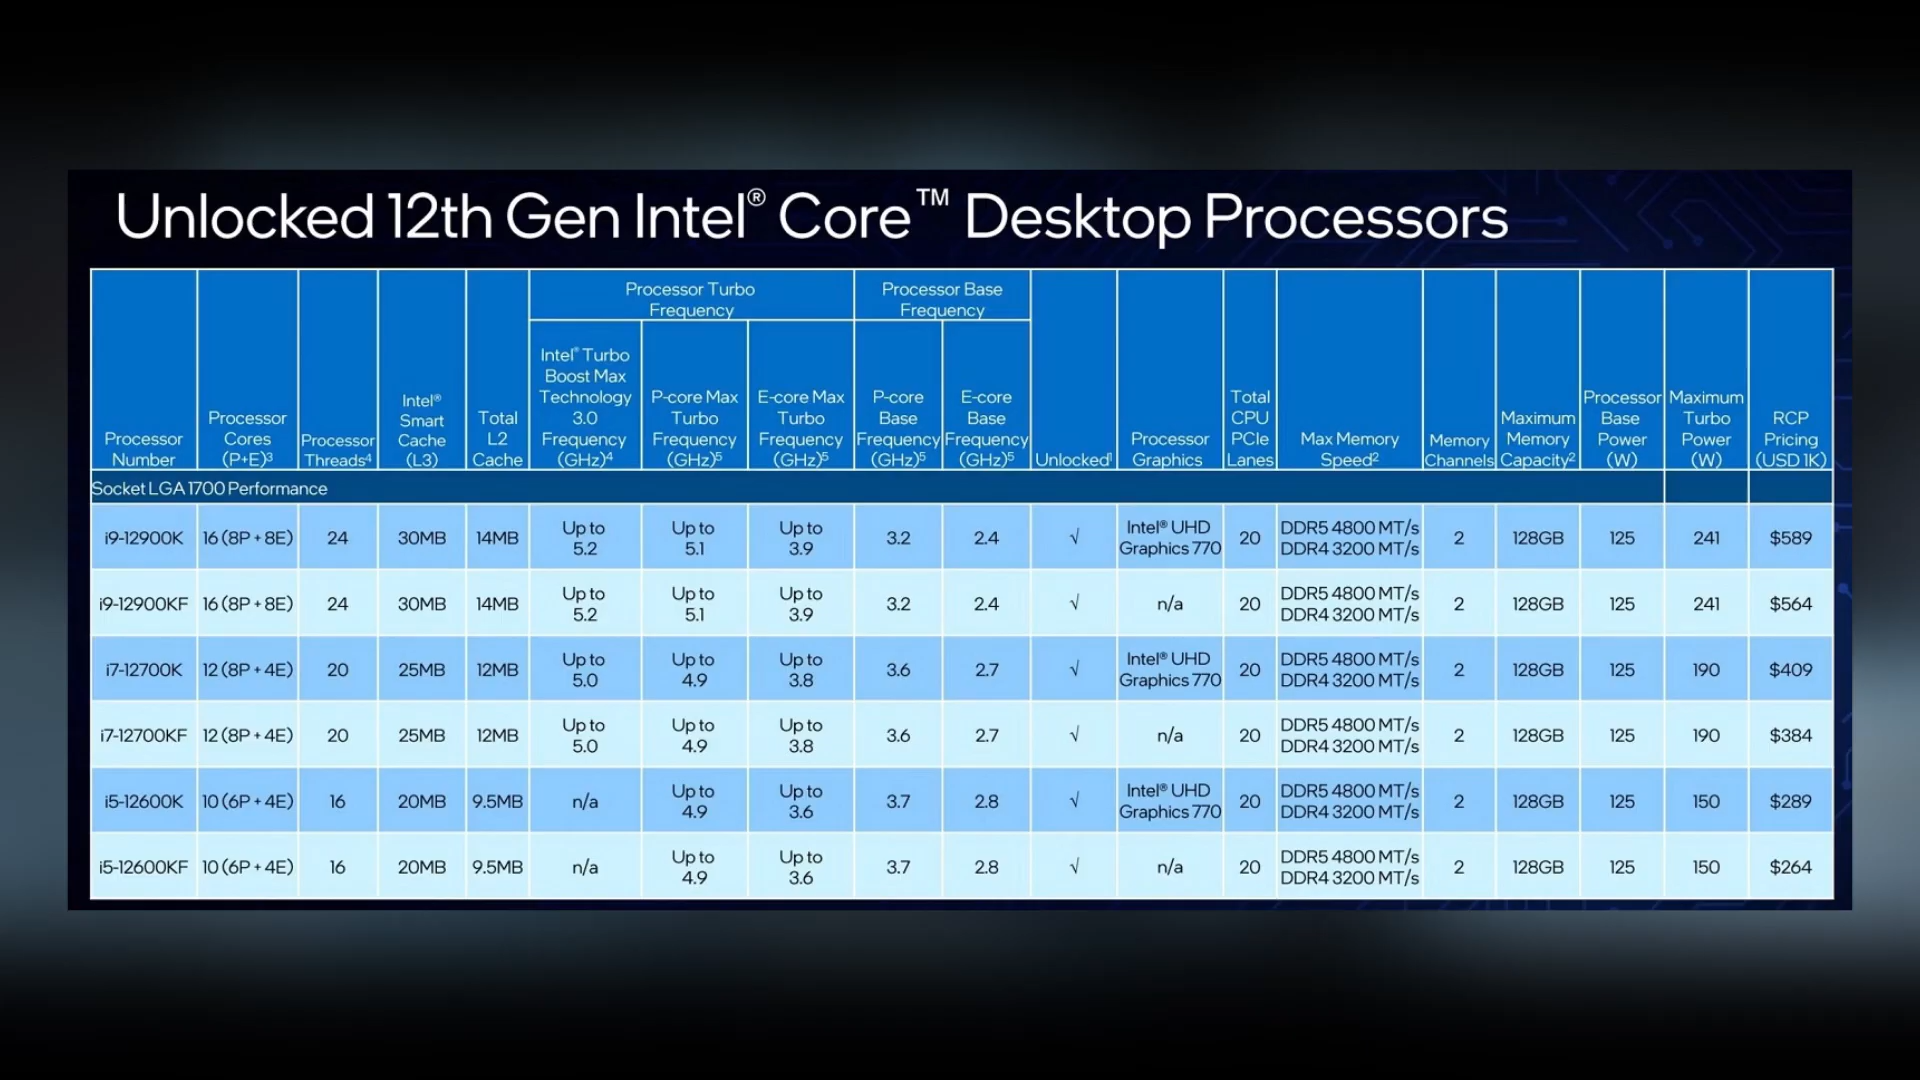 Unlocked 12th Gen Intel® Core™ Desktop Processors
Processor Number | Processor Cores (P+E)³ | Processor Threads⁴ | Intel® Smart Cache (L3) | Total L2 Cache | Processor Turbo Frequency | Processor Base Frequency | Unlocked¹ | Processor Graphics | Total CPU PCIe Lanes | Max Memory Speed² | Memory Channels | Maximum Memory Capacity² | Processor Base Power (W) | Maximum Turbo Power (W) | RCP Pricing (USD 1K)
Intel® Turbo Boost Max Technology 3.0 Frequency (GHz)⁴ | P-core Max Turbo Frequency (GHz)⁵ | E-core Max Turbo Frequency (GHz)⁵ | P-core Base Frequency (GHz)⁵ | E-core Base Frequency (GHz)⁵
Socket LGA 1700 Performance
i9-12900K | 16 (8P + 8E) | 24 | 30MB | 14MB | Up to 5.2 | Up to 5.1 | Up to 3.9 | 3.2 | 2.4 | √ | Intel® UHD Graphics 770 | 20 | DDR5 4800 MT/s DDR4 3200 MT/s | 2 | 128GB | 125 | 241 | $589
i9-12900KF | 16 (8P + 8E) | 24 | 30MB | 14MB | Up to 5.2 | Up to 5.1 | Up to 3.9 | 3.2 | 2.4 | √ | n/a | 20 | DDR5 4800 MT/s DDR4 3200 MT/s | 2 | 128GB | 125 | 241 | $564
i7-12700K | 12 (8P + 4E) | 20 | 25MB | 12MB | Up to 5.0 | Up to 4.9 | Up to 3.8 | 3.6 | 2.7 | √ | Intel® UHD Graphics 770 | 20 | DDR5 4800 MT/s DDR4 3200 MT/s | 2 | 128GB | 125 | 190 | $409
i7-12700KF | 12 (8P + 4E) | 20 | 25MB | 12MB | Up to 5.0 | Up to 4.9 | Up to 3.8 | 3.6 | 2.7 | √ | n/a | 20 | DDR5 4800 MT/s DDR4 3200 MT/s | 2 | 128GB | 125 | 190 | $384
i5-12600K | 10 (6P + 4E) | 16 | 20MB | 9.5MB | n/a | Up to 4.9 | Up to 3.6 | 3.7 | 2.8 | √ | Intel® UHD Graphics 770 | 20 | DDR5 4800 MT/s DDR4 3200 MT/s | 2 | 128GB | 125 | 150 | $289
i5-12600KF | 10 (6P + 4E) | 16 | 20MB | 9.5MB | n/a | Up to 4.9 | Up to 3.6 | 3.7 | 2.8 | √ | n/a | 20 | DDR5 4800 MT/s DDR4 3200 MT/s | 2 | 128GB | 125 | 150 | $264